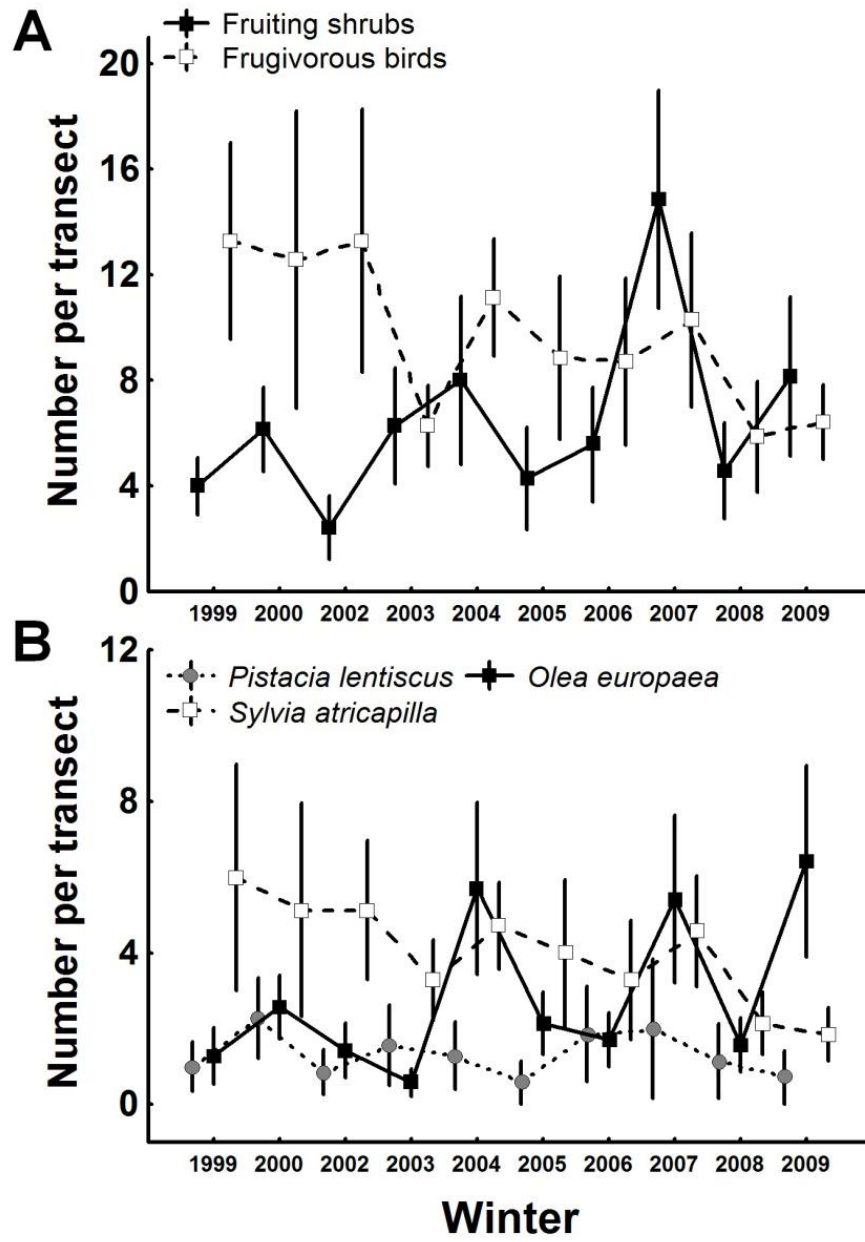 A
Fruiting shrubs
Frugivorous birds
Number per transect
20
16
12
8
4
0
1999 2000 2002 2003 2004 2005 2006 2007 2008 2009
B
Pistacia lentiscus Olea europaea
Sylvia atricapilla
Number per transect
12
8
4
0
1999 2000 2002 2003 2004 2005 2006 2007 2008 2009
Winter